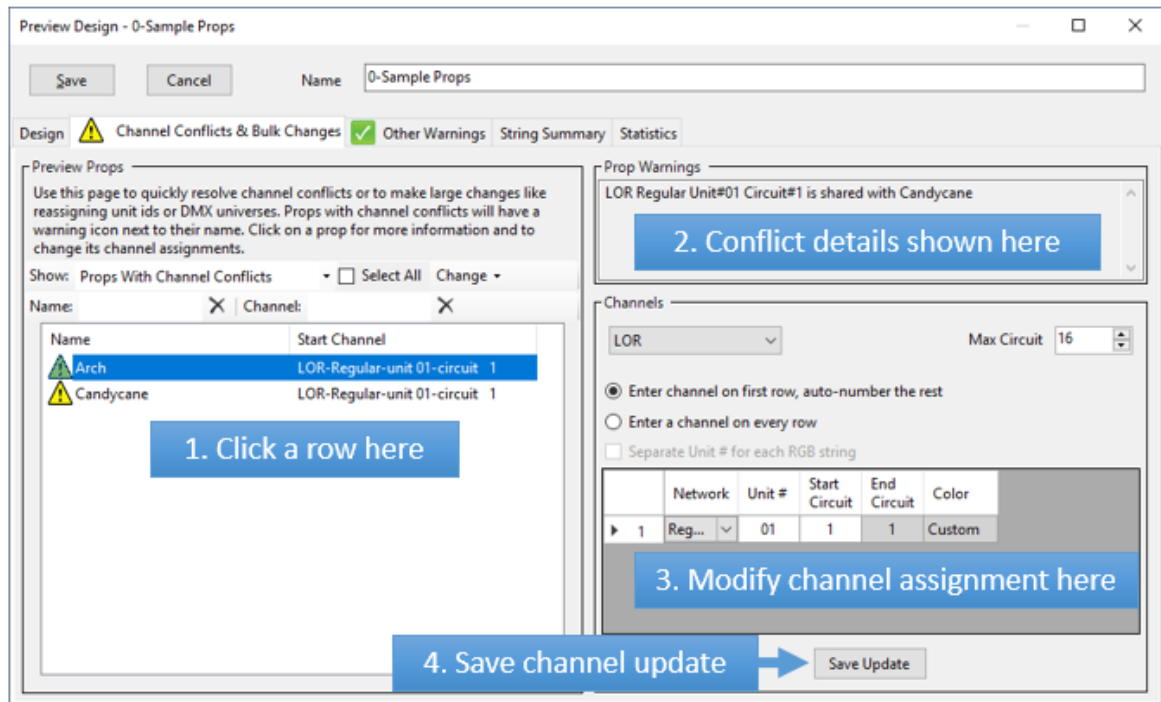 Preview Design - 0-Sample Props
Save Cancel Name 0-Sample Props
Design Channel Conflicts & Bulk Changes Other Warnings String Summary Statistics
Preview Props
Use this page to quickly resolve channel conflicts or to make large changes like
reassigning unit ids or DMX universes. Props with channel conflicts will have a
warning icon next to their name. Click on a prop for more information and to
change its channel assignments.
Show: Props With Channel Conflicts Select All Change
Name: Channel:
Name Start Channel
Arch LOR-Regular-unit 01-circuit 1
Candycane LOR-Regular-unit 01-circuit 1
1. Click a row here
Prop Warnings
LOR Regular Unit#01 Circuit#1 is shared with Candycane
2. Conflict details shown here
Channels
LOR Max Circuit 16
Enter channel on first row, auto-number the rest
Enter a channel on every row
Separate Unit # for each RGB string
Network Unit # Start Circuit End Circuit Color
1 Reg... 01 1 1 Custom
3. Modify channel assignment here
4. Save channel update
Save Update